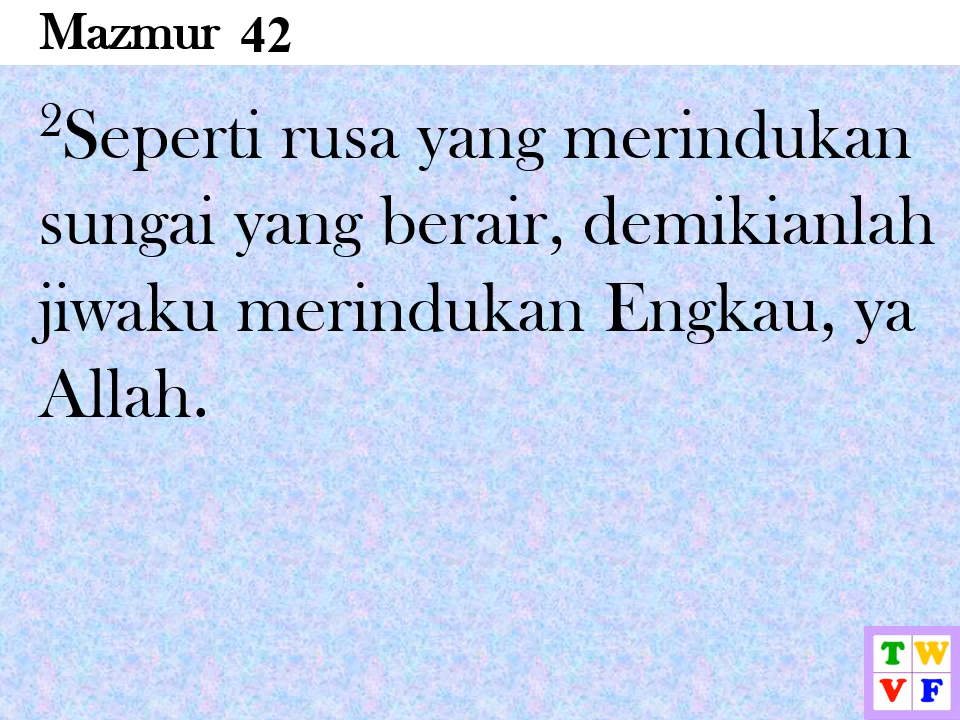 Mazmur 42
2Seperti rusa yang merindukan
sungai yang berair, demikianlah
jiwaku merindukan Engkau, ya
Allah.
T W
V F